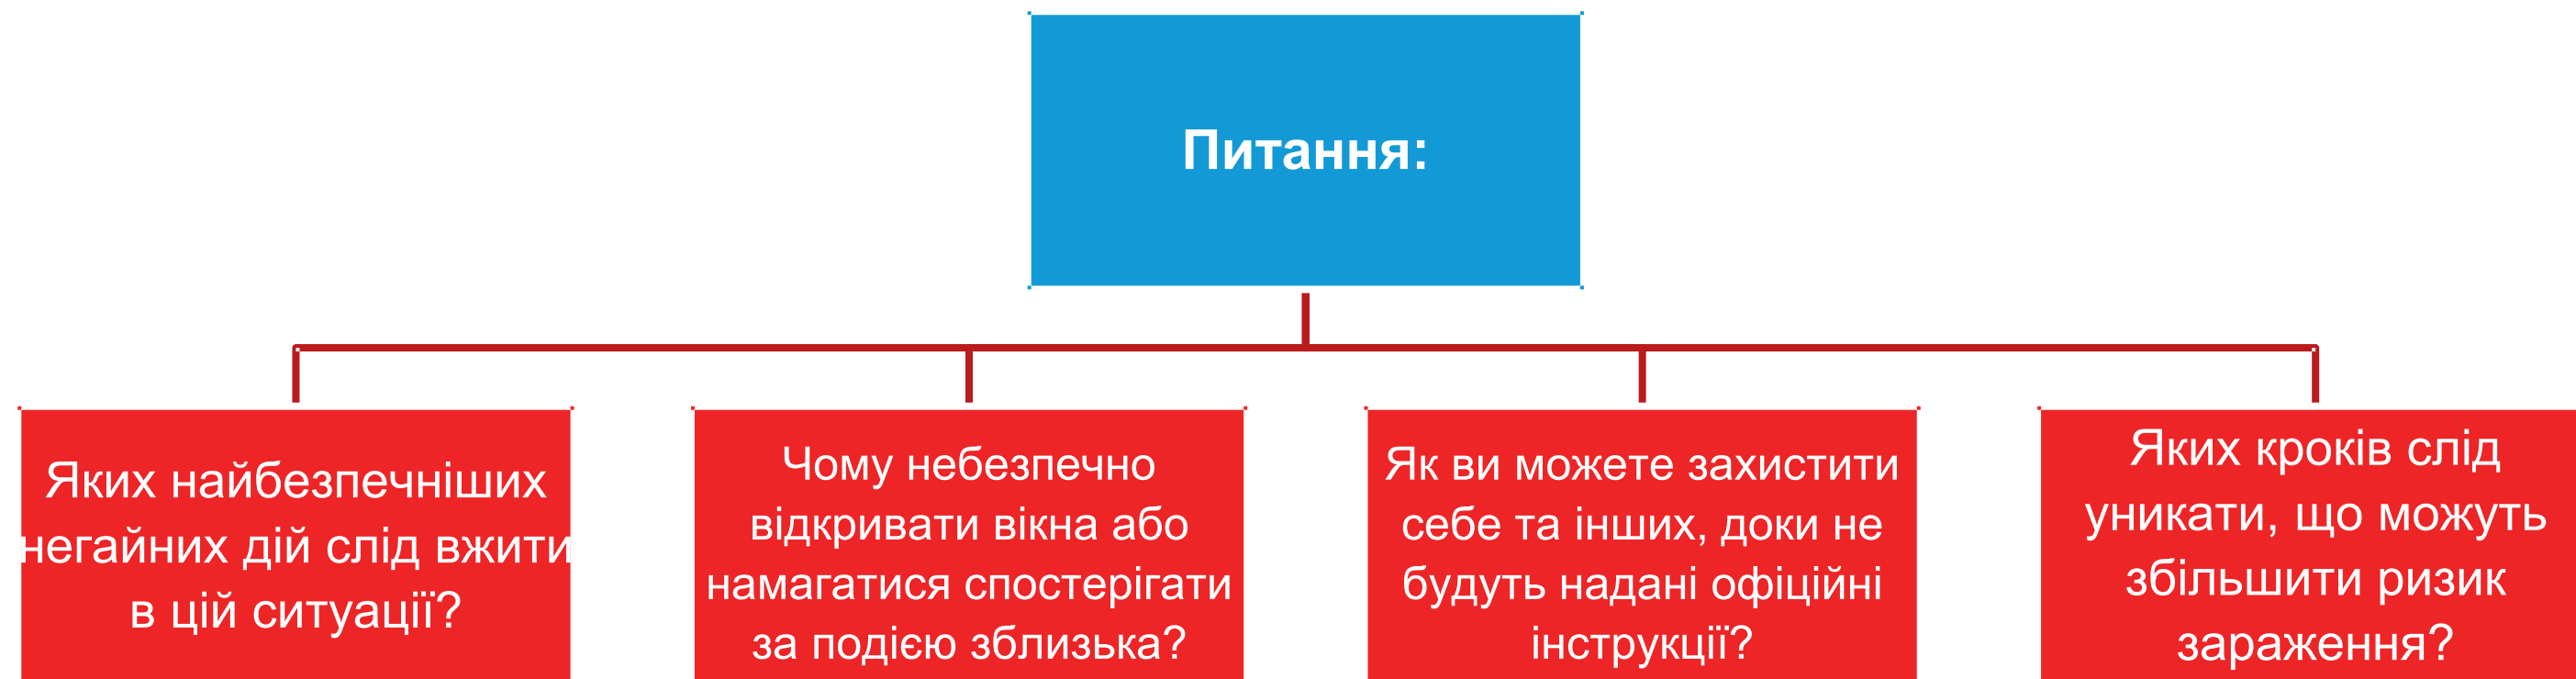 Питання:
Яких найбезпечніших
негайних дій слід вжити
в цій ситуації?
Чому небезпечно
відкривати вікна або
намагатися спостерігати
за подією зблизька?
Як ви можете захистити
себе та інших, доки не
будуть надані офіційні
інструкції?
Яких кроків слід
уникати, що можуть
збільшити ризик
зараження?